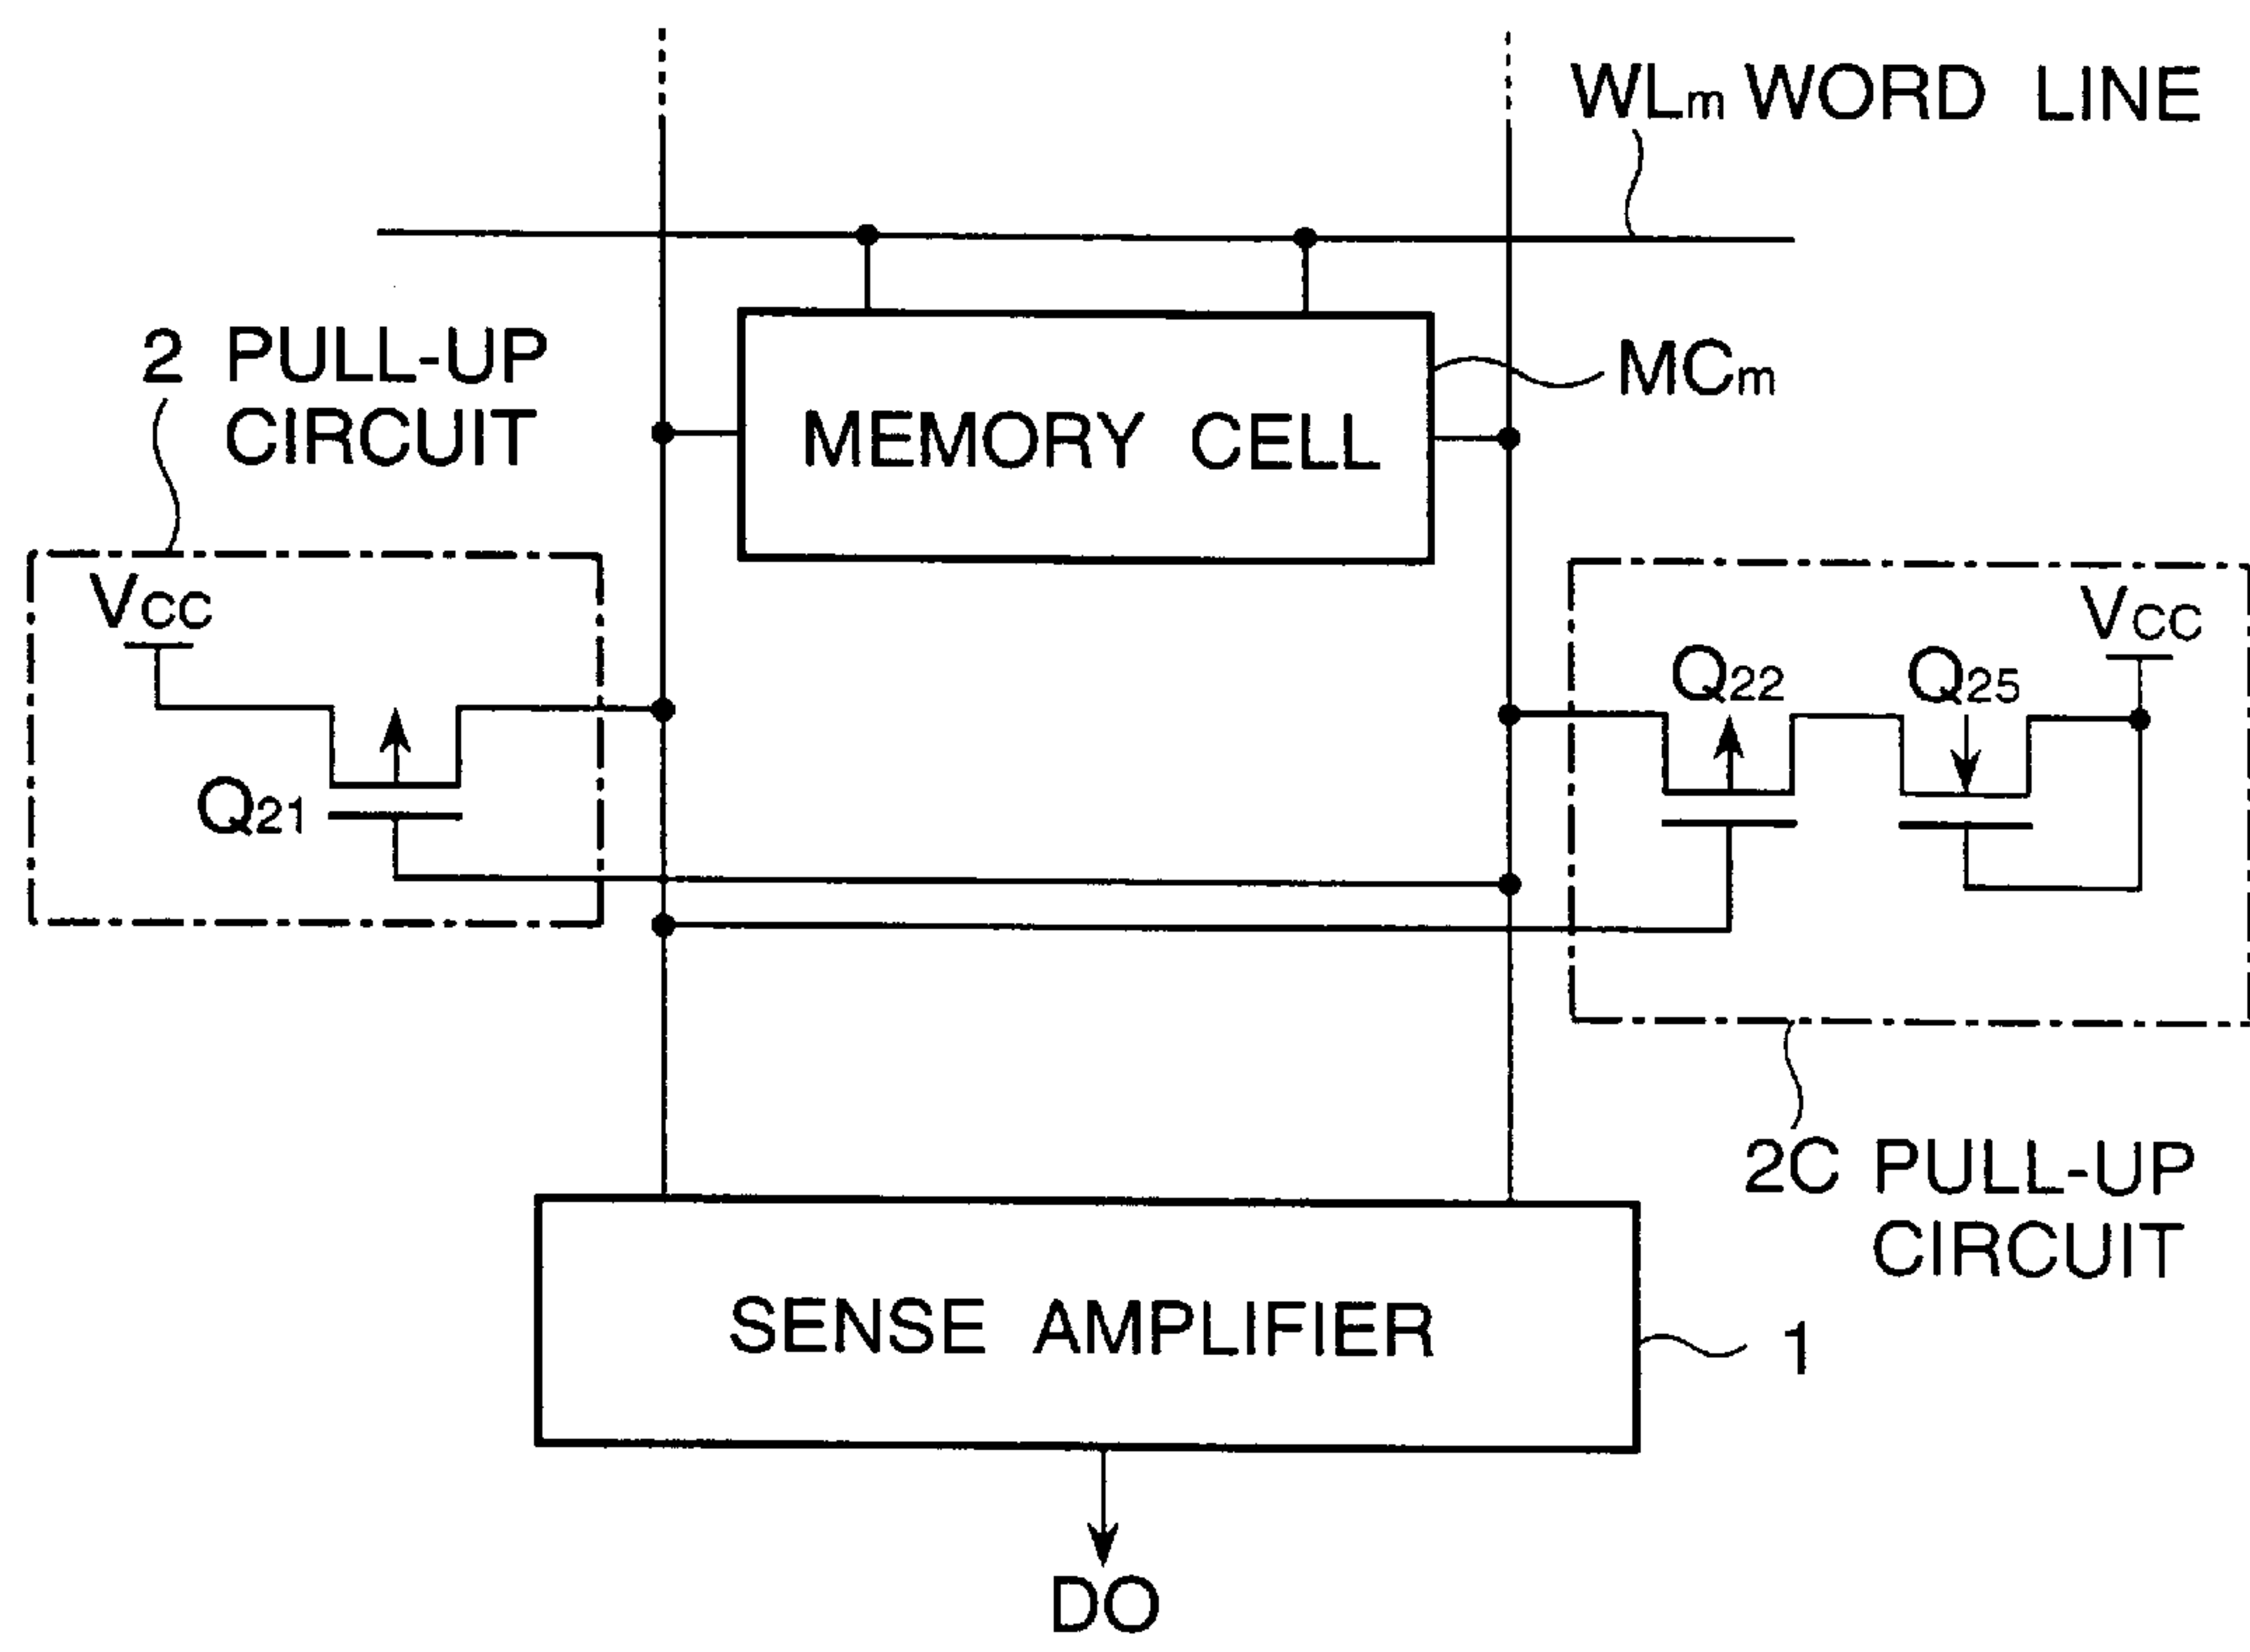 WLm WORD LINE
2 PULL-UP
CIRCUIT
MCm
MEMORY CELL
VCC
VCC
Q22
Q25
Q21
2C PULL-UP
CIRCUIT
SENSE AMPLIFIER
1
DO